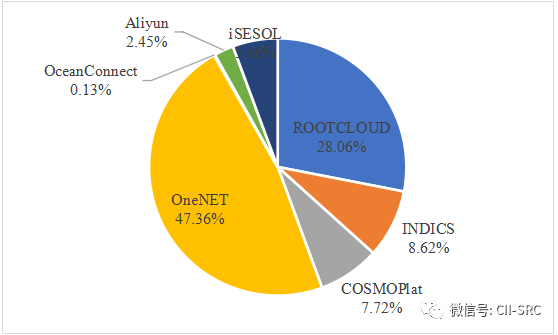 Aliyun
2.45%
iSESOL
OceanConnect
0.13%
ROOTCLOUD
28.06%
OneNET
47.36%
INDICS
8.62%
COSMOPlat
7.72%
微信号: CII-SRC